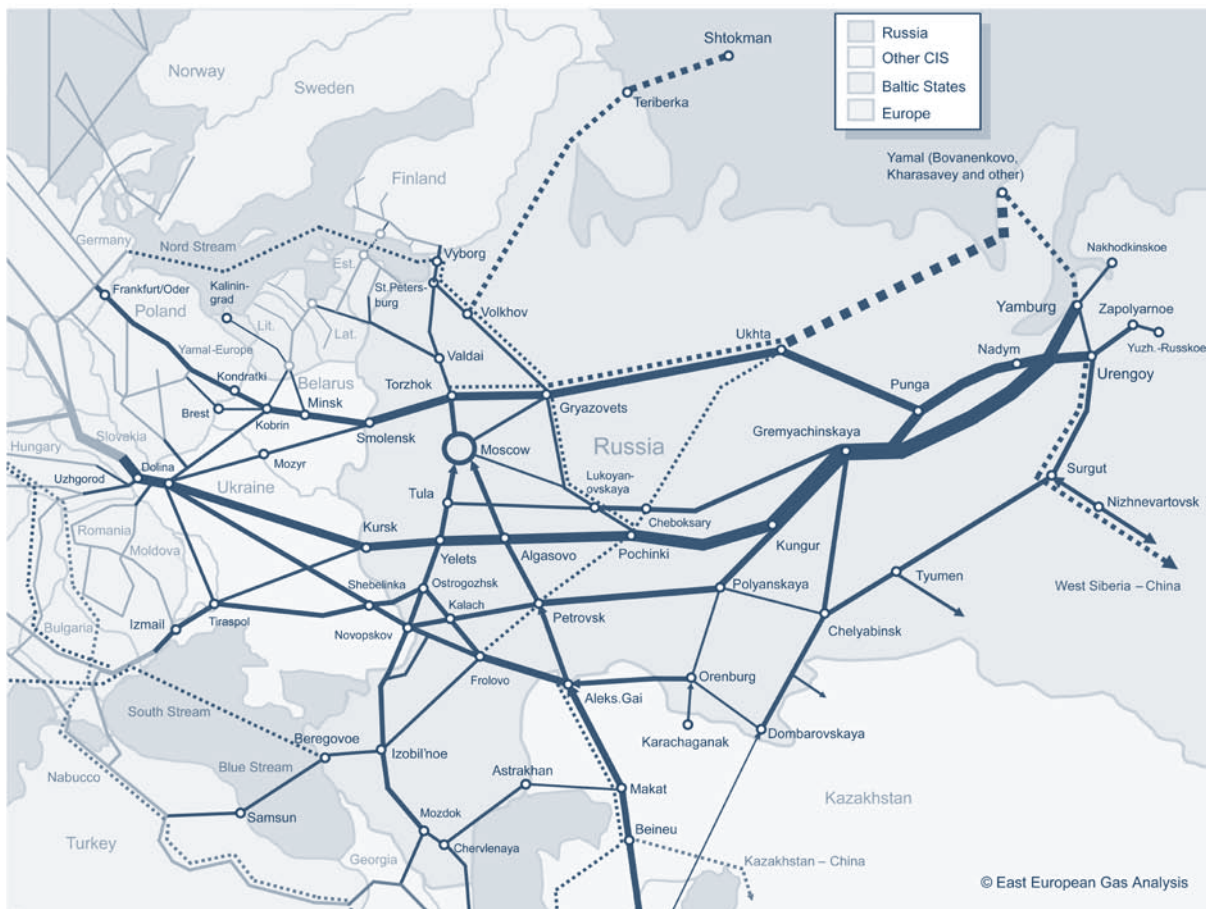 Russia
Other CIS
Baltic States
Europe
Shtokman
Norway
Sweden
Teriberka
Yamal (Bovanenkovo,
Kharasavey and other)
Finland
Germany
Nord Stream
Vyborg
Nakhodkinskoe
Est.
St Peters-
burg
Frankfurt/Oder
Kalinin-
grad
Poland
Volkhov
Yamburg
Zapolyarnoe
Lit.
Lat.
Ukhta
Yuzh.-Russkoe
Yamal-Europe
Valdai
Nadym
Urengoy
Kondratki
Belarus
Torzhok
Punga
Minsk
Brest
Kobrin
Gryazovets
Smolensk
Gremyachinskaya
Slovakia
Hungary
Moscow
Russia
Mozyr
Dolina
Uzhgorod
Lukoyan-
ovskaya
Surgut
Ukraine
Tula
Cheboksary
Nizhnevartovsk
Romania
Kursk
Moldova
Yelets
Algasovo
Pochinki
Kungur
Shebelinka
Ostrogozhsk
Polyanskaya
Tyumen
West Siberia – China
Kalach
Bulgaria
Izmail
Tiraspol
Novopskov
Petrovsk
Chelyabinsk
Frolovo
Orenburg
Aleks.Gai
South Stream
Karachaganak
Dombarovskaya
Beregovoe
Izobil'noe
Blue Stream
Astrakhan
Nabucco
Makat
Kazakhstan
Samsun
Mozdok
Beineu
Turkey
Chervlenaya
Georgia
Kazakhstan – China
© East European Gas Analysis